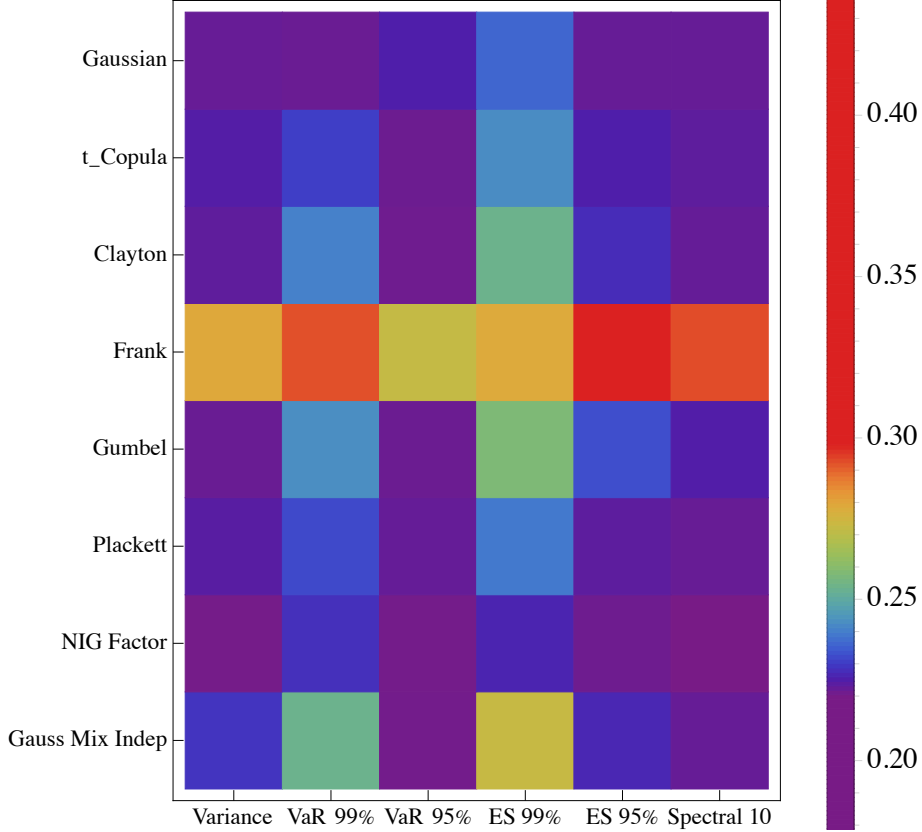 Gaussian
t_Copula
Clayton
Frank
Gumbel
Plackett
NIG Factor
Gauss Mix Indep
Variance VaR 99% VaR 95% ES 99% ES 95% Spectral 10
0.40
0.35
0.30
0.25
0.20